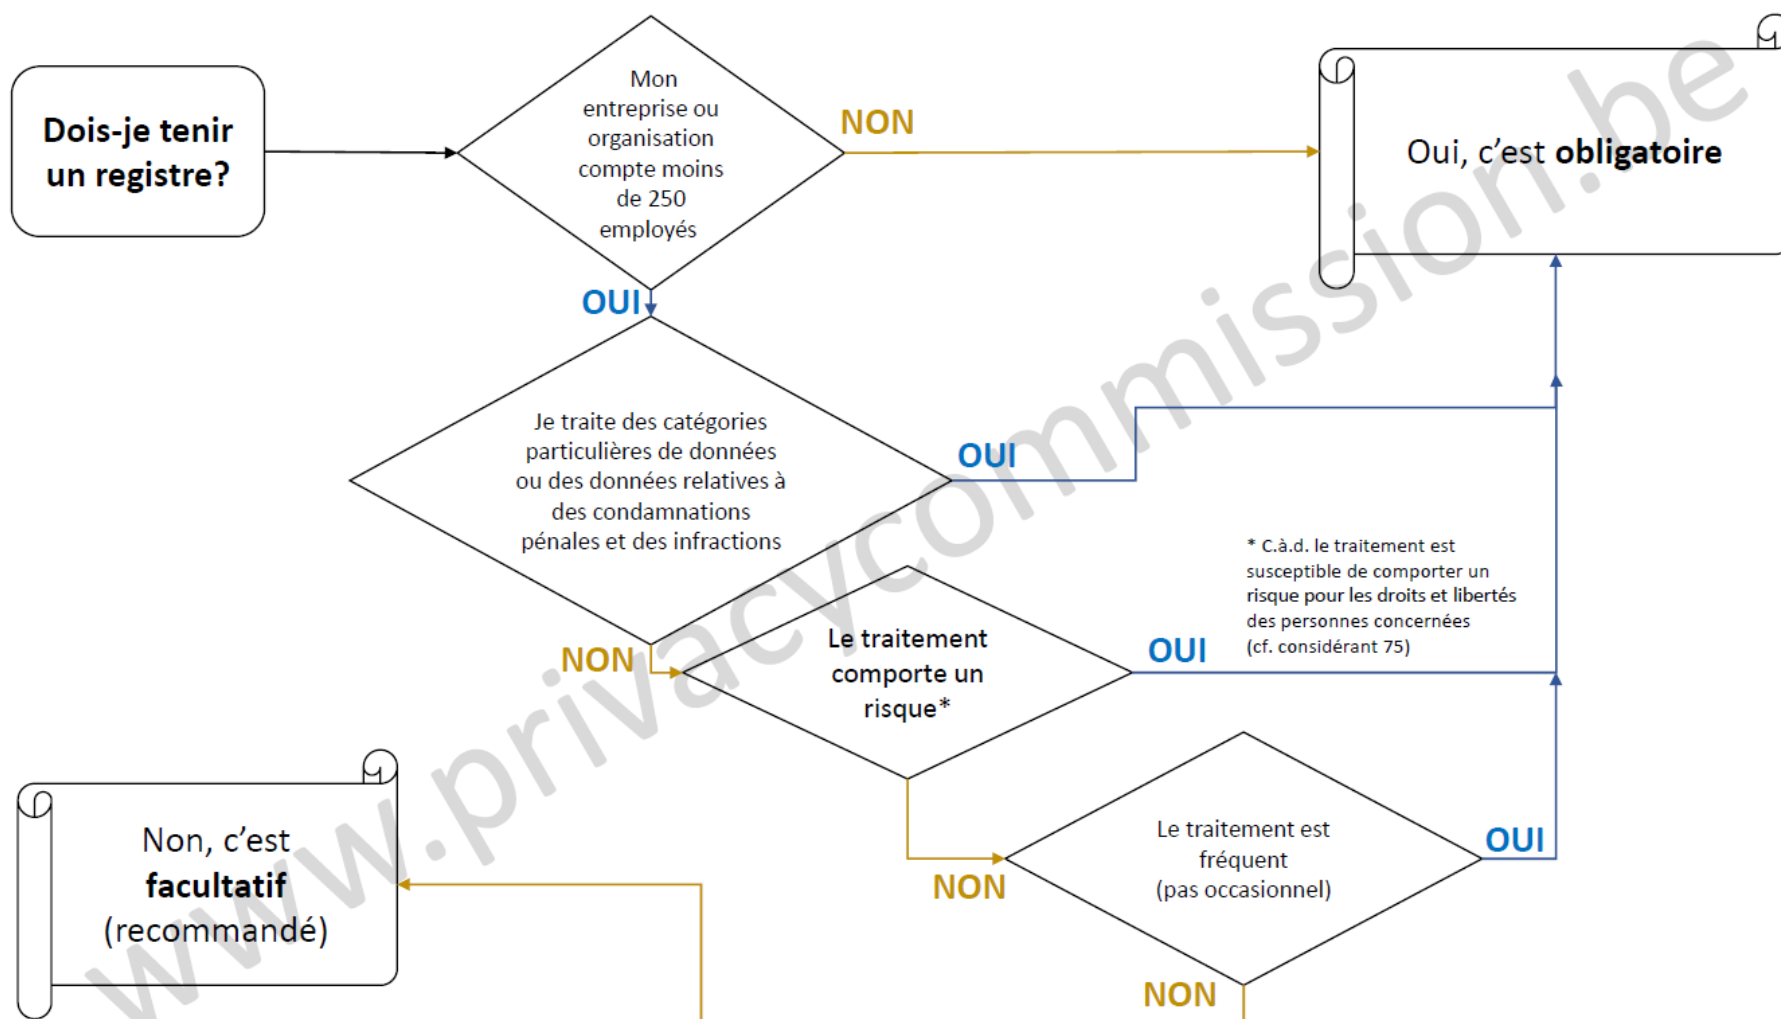 Dois-je tenir
un registre?
Mon
entreprise ou
organisation
compte moins
de 250
employés
NON
Oui, c’est obligatoire
OUI
Je traite des catégories
particulières de données
ou des données relatives à
des condamnations
pénales et des infractions
OUI
* C.à.d. le traitement est
susceptible de comporter un
risque pour les droits et libertés
des personnes concernées
(cf. considérant 75)
NON
Le traitement
comporte un
risque*
OUI
Non, c’est
facultatif
(recommandé)
NON
Le traitement est
fréquent
(pas occasionnel)
OUI
NON
www.privacycommission.be